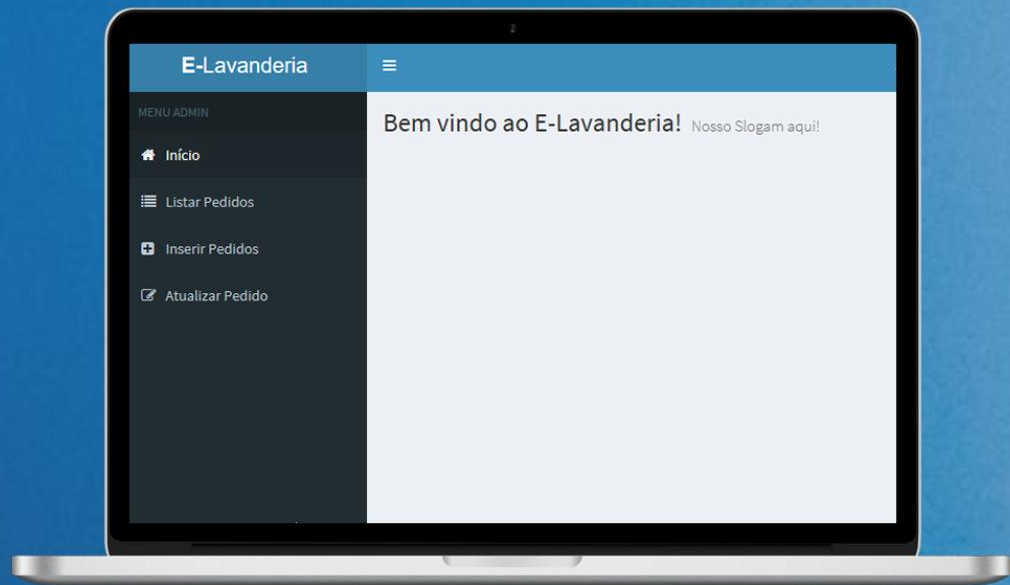 E-Lavanderia
MENU ADMIN
Início
Listar Pedidos
Inserir Pedidos
Atualizar Pedido
Bem vindo ao E-Lavanderia! Nosso Slogam aqui!